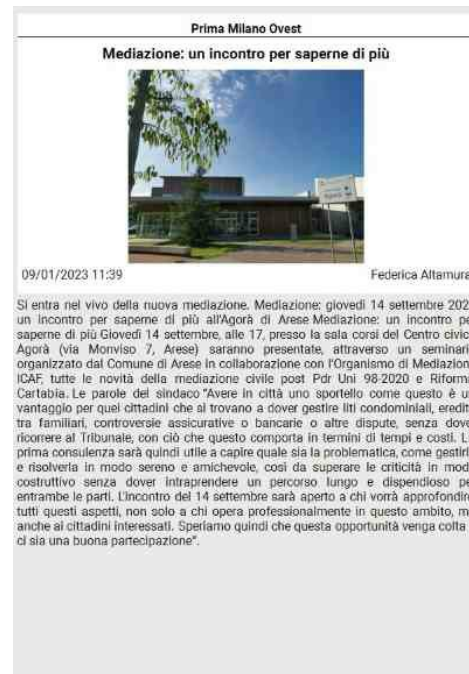 Prima Milano Ovest
Mediazione: un incontro per saperne di più
09/01/2023 11:39 Federica Altamura
Si entra nel vivo della nuova mediazione. Mediazione: giovedì 14 settembre 202
un incontro per saperne di più all'Agorà di Arese Mediazione: un incontro pe
saperne di più Giovedì 14 settembre, alle 17, presso la sala corsi del Centro civic
Agorà (via Monviso 7, Arese) saranno presentate, attraverso un seminari
organizzato dal Comune di Arese in collaborazione con l'Organismo di Mediazion
ICAF, tutte le novità della mediazione civile post Pdr Uni 98-2020 e Riform
Cartabia. Le parole del sindaco "Avere in città uno sportello come questo è u
vantaggio per quei cittadini che si trovano a dover gestire liti condominiali, eredit
tra familiari, controversie assicurative o bancarie o altre dispute, senza dove
ricorrere al Tribunale, con ciò che questo comporta in termini di tempi e costi. L
prima consulenza sarà quindi utile a capire quale sia la problematica, come gestirl
e risolverla in modo sereno e amichevole, così da superare le criticità in mod
costruttivo senza dover intraprendere un percorso lungo e dispendioso pe
entrambe le parti. L'incontro del 14 settembre sarà aperto a chi vorrà approfondir
tutti questi aspetti, non solo a chi opera professionalmente in questo ambito, m
anche ai cittadini interessati. Speriamo quindi che questa opportunità venga colta
ci sia una buona partecipazione".